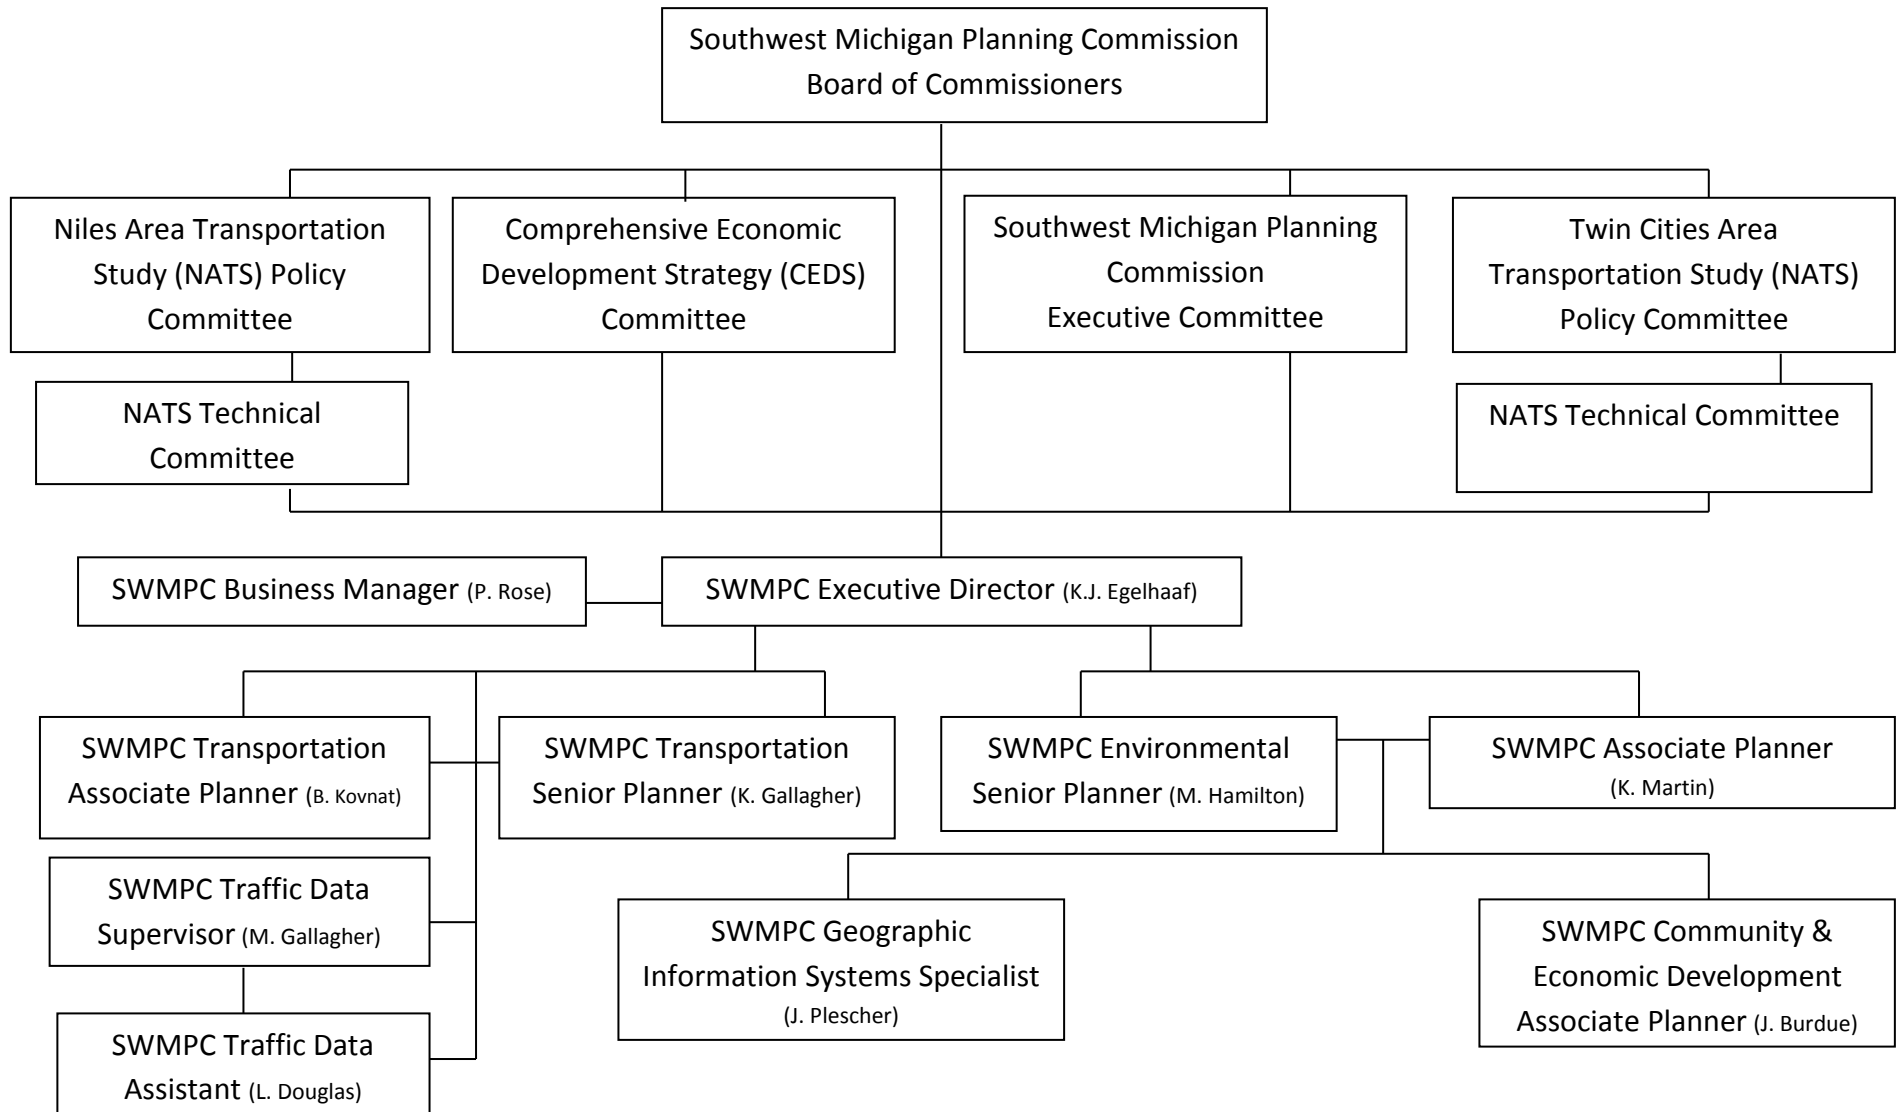 Southwest Michigan Planning Commission
Board of Commissioners
Niles Area Transportation
Study (NATS) Policy
Committee
Comprehensive Economic
Development Strategy (CEDS)
Committee
Southwest Michigan Planning
Commission
Executive Committee
Twin Cities Area
Transportation Study (NATS)
Policy Committee
NATS Technical
Committee
NATS Technical Committee
SWMPC Business Manager (P. Rose)
SWMPC Executive Director (K.J. Egelhaaf)
SWMPC Transportation
Associate Planner (B. Kovnat)
SWMPC Transportation
Senior Planner (K. Gallagher)
SWMPC Environmental
Senior Planner (M. Hamilton)
SWMPC Associate Planner
(K. Martin)
SWMPC Traffic Data
Supervisor (M. Gallagher)
SWMPC Geographic
Information Systems Specialist
(J. Plescher)
SWMPC Community &
Economic Development
Associate Planner (J. Burdue)
SWMPC Traffic Data
Assistant (L. Douglas)